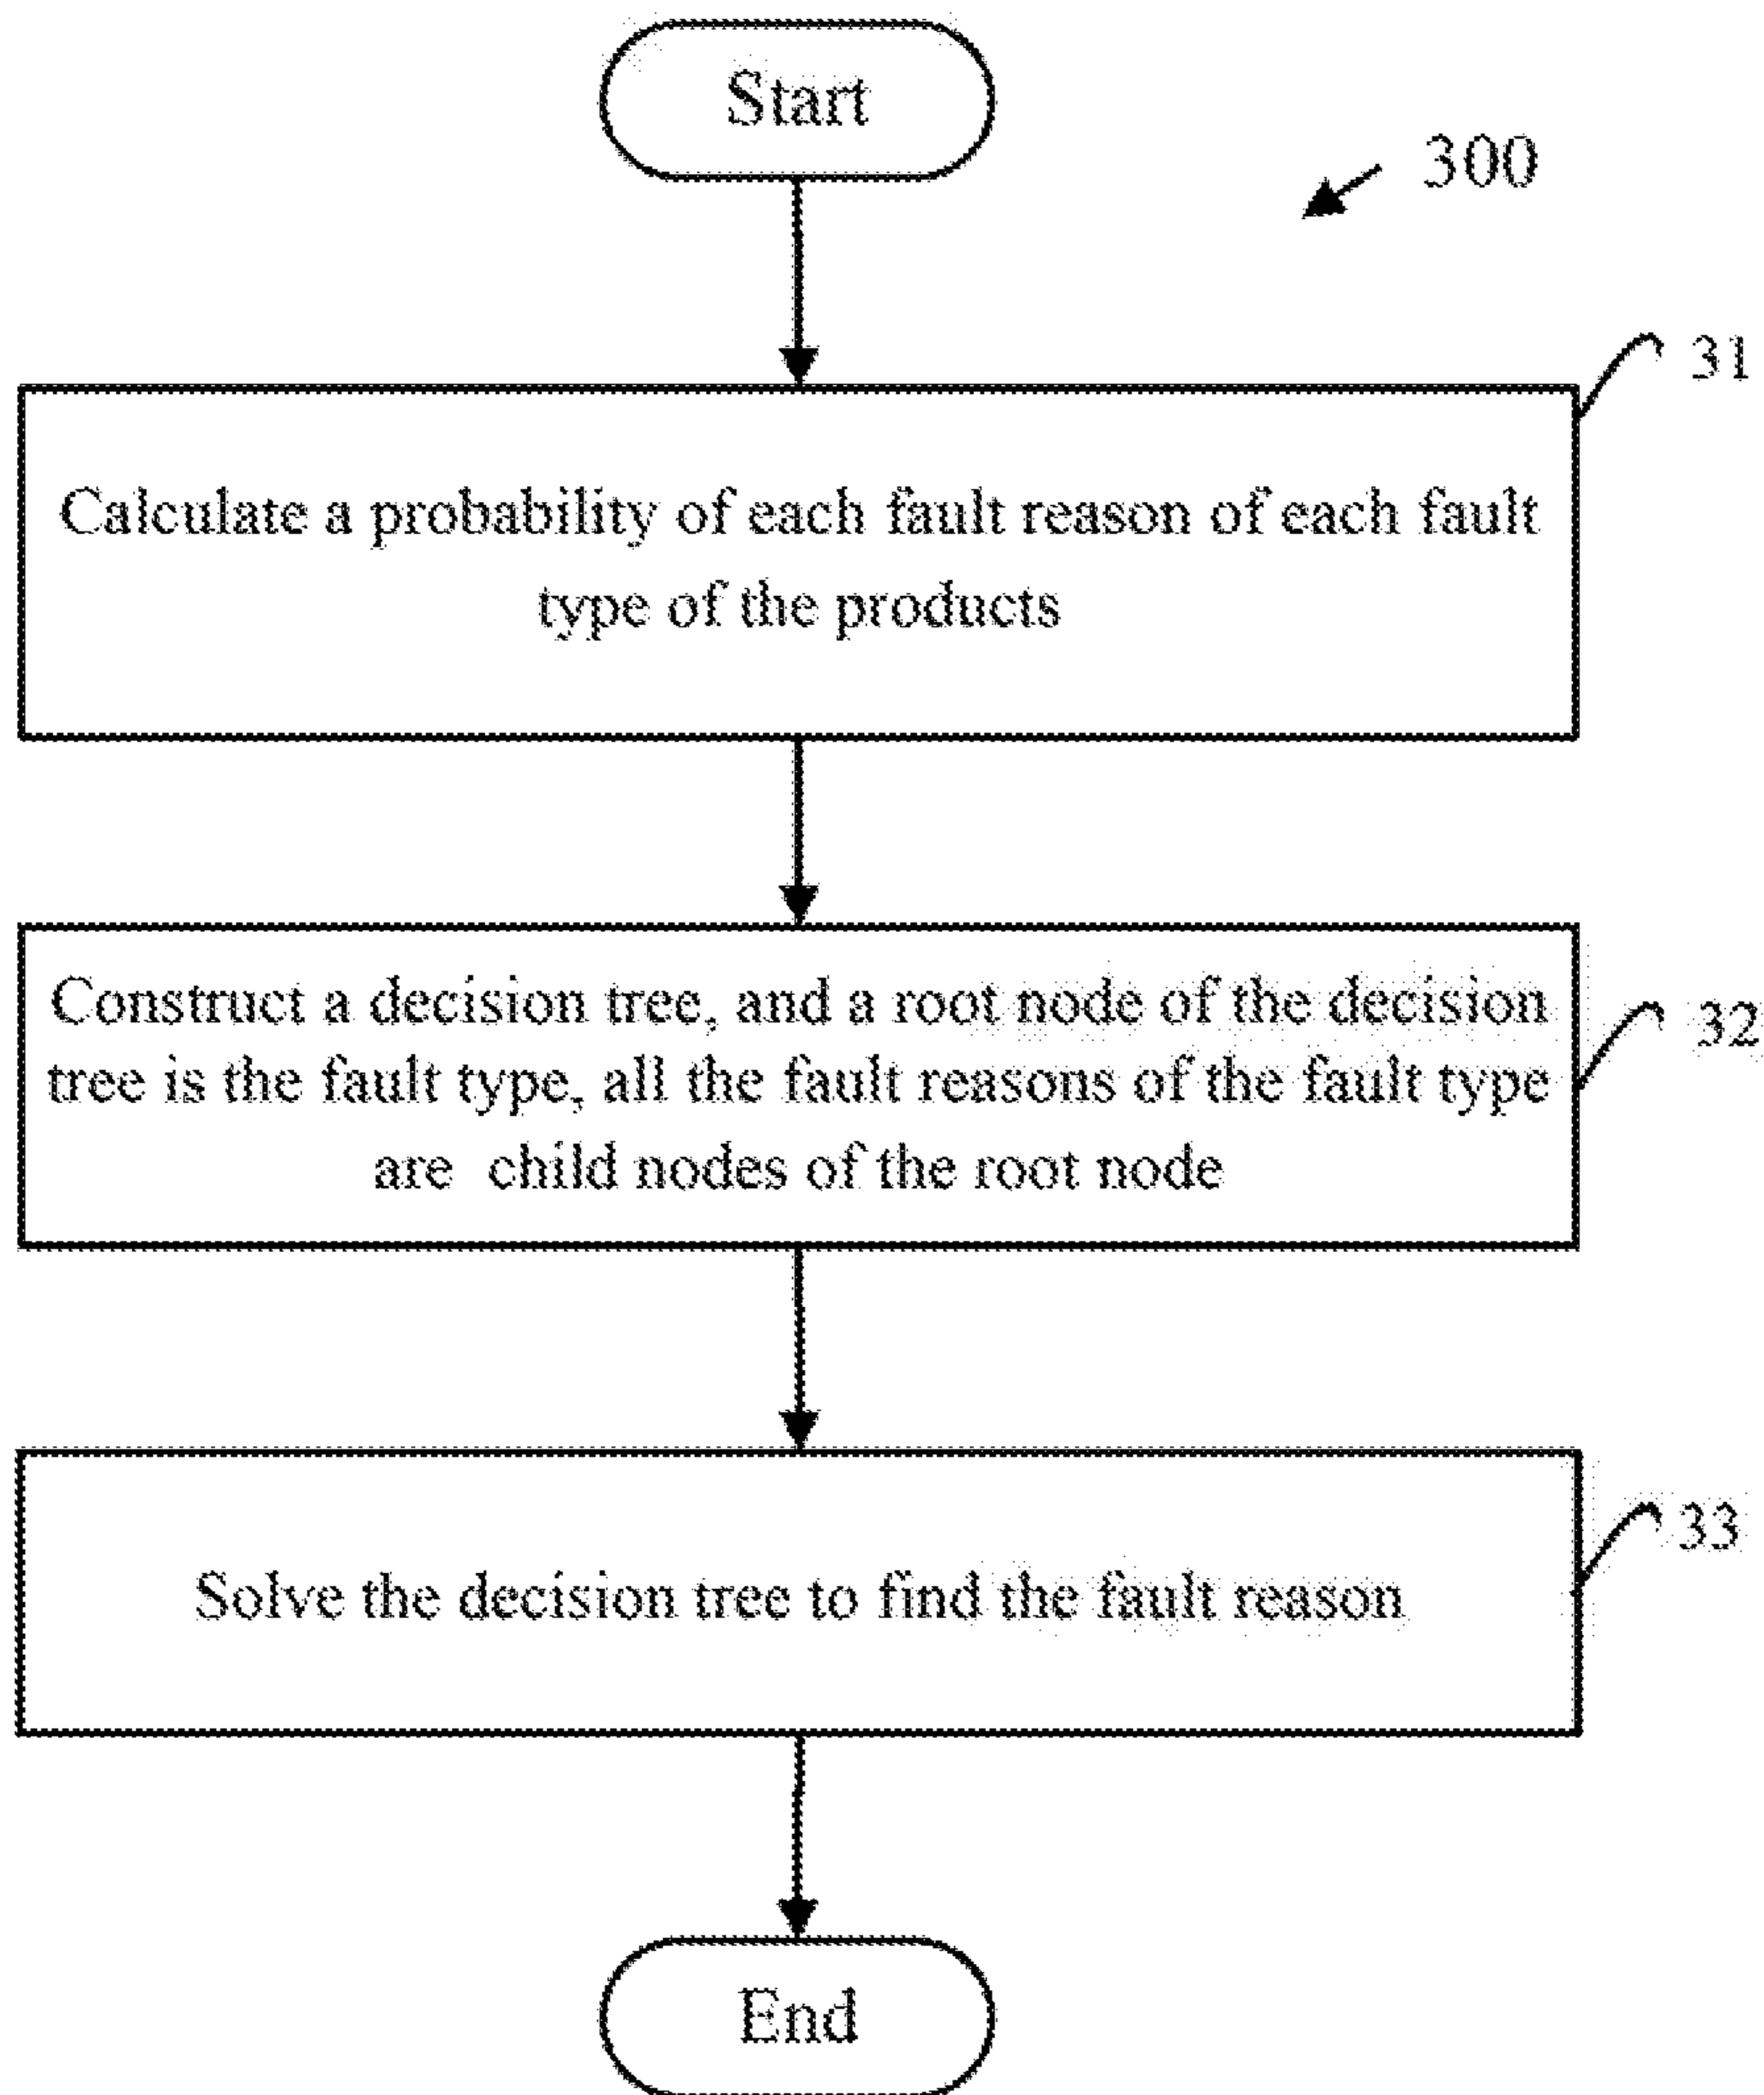 Start
300
31
Calculate a probability of each fault reason of each fault
type of the products
Construct a decision tree, and a root node of the decision
tree is the fault type, all the fault reasons of the fault type
are child nodes of the root node
32
33
Solve the decision tree to find the fault reason
End